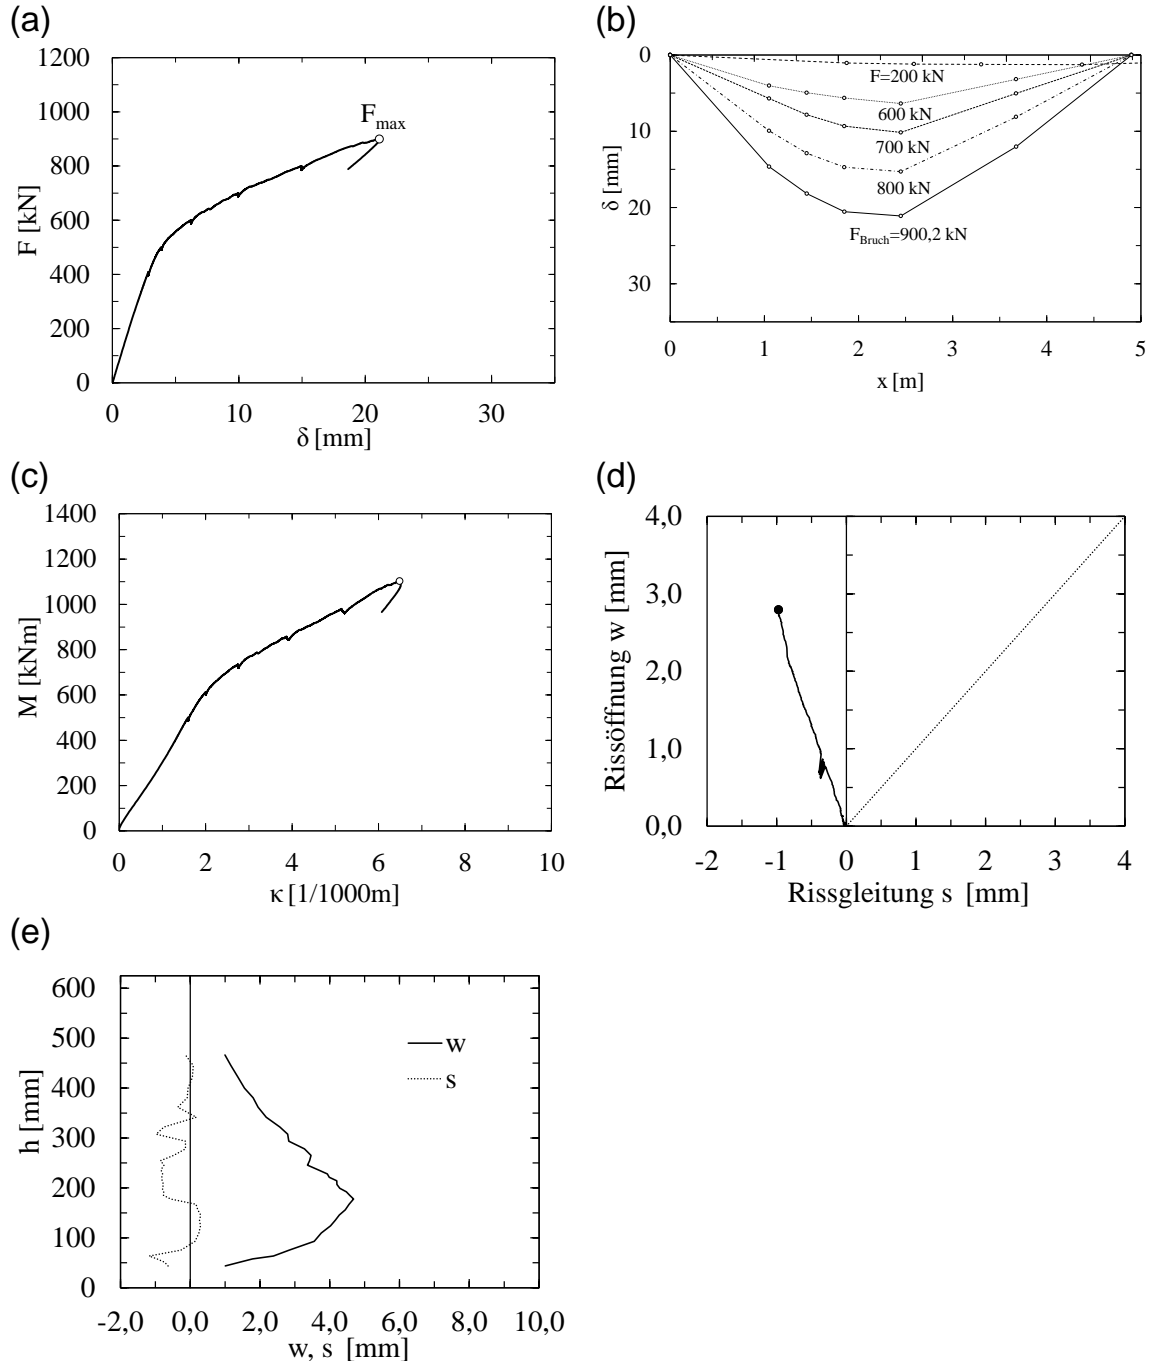 (a)
1200
1000
800
600
400
200
0
F [kN]
F_max
0 10 20 30
δ [mm]
(b)
0
10
20
30
δ [mm]
F=200 kN
600 kN
700 kN
800 kN
F_Bruch=900,2 kN
0 1 2 3 4 5
x [m]
(c)
1400
1200
1000
800
600
400
200
0
M [kNm]
0 2 4 6 8 10
κ [1/1000m]
(d)
4,0
3,0
2,0
1,0
0,0
Rissöffnung w [mm]
-2 -1 0 1 2 3 4
Rissgleitung s [mm]
(e)
600
500
400
300
200
100
0
h [mm]
w
s
-2,0 0,0 2,0 4,0 6,0 8,0 10,0
w, s [mm]